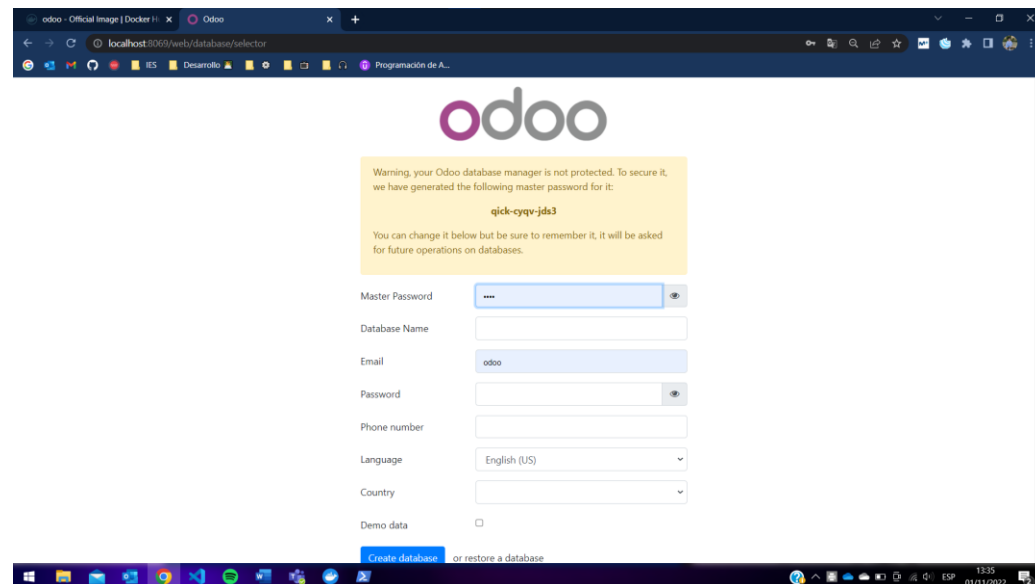 odoo - Official Image | Docker H
Odoo
localhost:8069/web/database/selector
IES
Desarrollo
Programación de A...
odoo
Warning, your Odoo database manager is not protected. To secure it,
we have generated the following master password for it:
qick-cyqv-jds3
You can change it below but be sure to remember it, it will be asked
for future operations on databases.
Master Password
••••
Database Name
Email odoo
Password
Phone number
Language English (US)
Country
Demo data
Create database or restore a database
ESP
13:35
01/11/2022